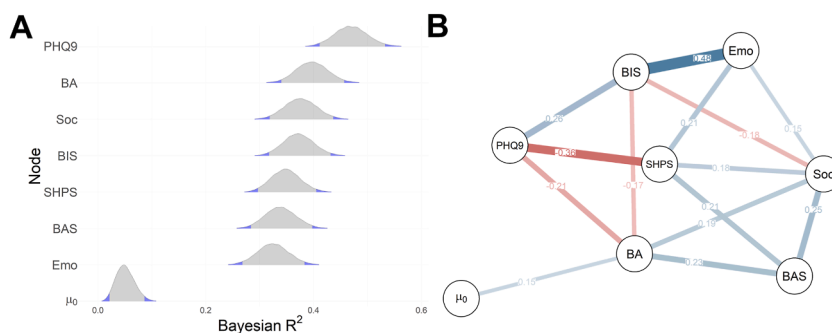 A
B
PHQ9
BA
Soc
BIS
SHPS
BAS
Emo
μ₀
Node
0.0
0.2
0.4
0.6
Bayesian R²
Emo
BIS
0.48
0.26
0.21
0.15
-0.18
PHQ9
-0.36
SHPS
0.18
Soc
-0.17
-0.21
0.21
0.25
0.19
BA
0.23
BAS
0.15
μ₀